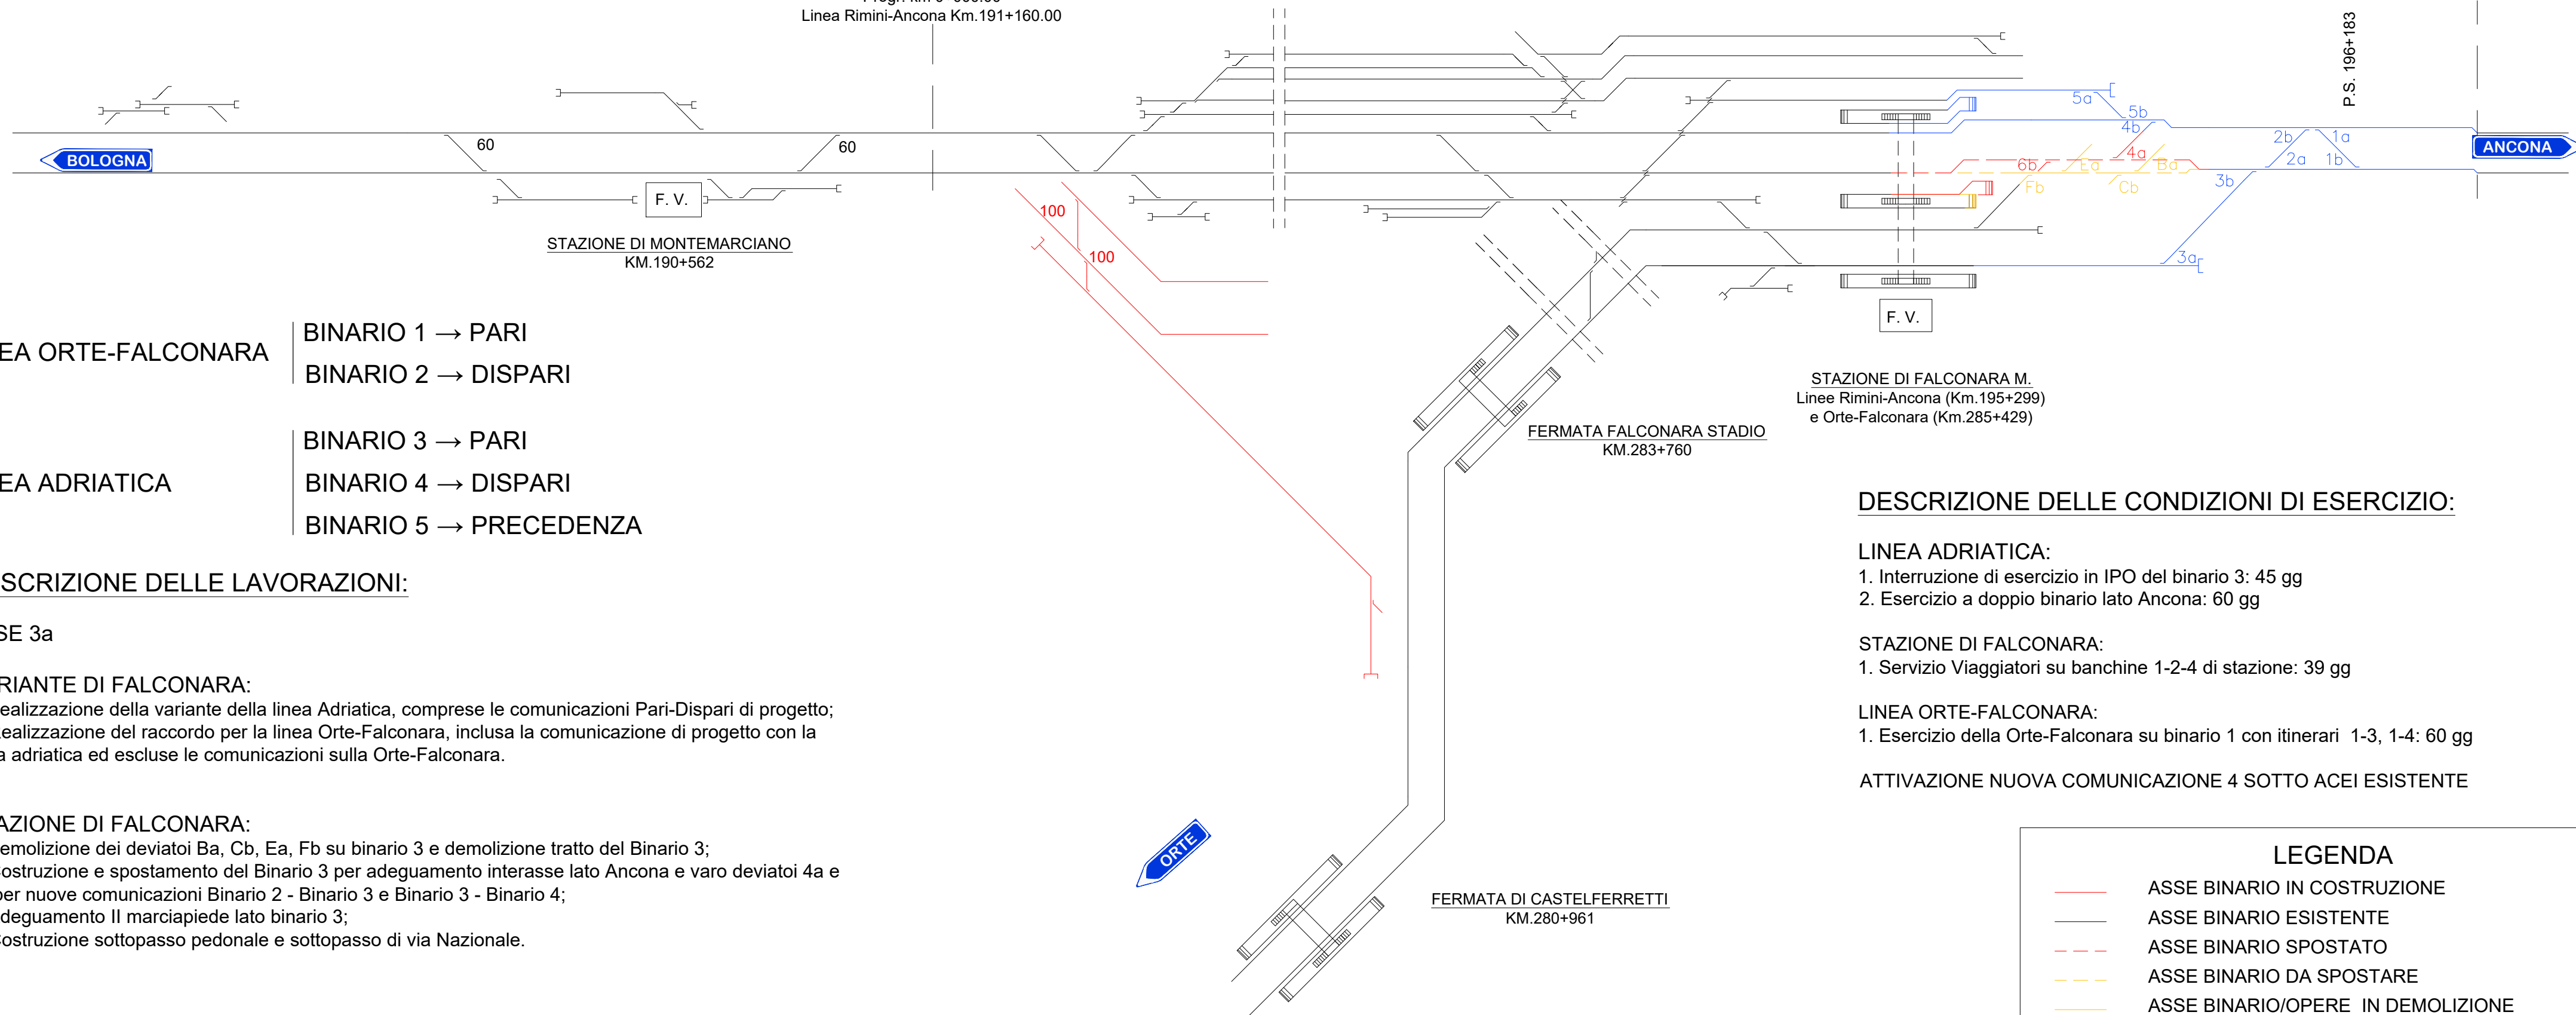 Linea Rimini-Ancona Km.191+160.00
P.S. 196+183
BOLOGNA
60
60
ANCONA
5a
5b
4b
4a
6b
Ea
Ba
Fb
Cb
2b
1a
2a
1b
3b
3a
F. V.
STAZIONE DI MONTEMARCIANO
KM.190+562
100
100
F. V.
STAZIONE DI FALCONARA M.
Linee Rimini-Ancona (Km.195+299)
e Orte-Falconara (Km.285+429)
FERMATA FALCONARA STADIO
KM.283+760
EA ORTE-FALCONARA
BINARIO 1 → PARI
BINARIO 2 → DISPARI
EA ADRIATICA
BINARIO 3 → PARI
BINARIO 4 → DISPARI
BINARIO 5 → PRECEDENZA
SCRIZIONE DELLE LAVORAZIONI:
SE 3a
RIANTE DI FALCONARA:
ealizzazione della variante della linea Adriatica, comprese le comunicazioni Pari-Dispari di progetto;
ealizzazione del raccordo per la linea Orte-Falconara, inclusa la comunicazione di progetto con la
a adriatica ed escluse le comunicazioni sulla Orte-Falconara.
AZIONE DI FALCONARA:
emolizione dei deviatoi Ba, Cb, Ea, Fb su binario 3 e demolizione tratto del Binario 3;
ostruzione e spostamento del Binario 3 per adeguamento interasse lato Ancona e varo deviatoi 4a e
per nuove comunicazioni Binario 2 - Binario 3 e Binario 3 - Binario 4;
deguamento II marciapiede lato binario 3;
ostruzione sottopasso pedonale e sottopasso di via Nazionale.
ORTE
FERMATA DI CASTELFERRETTI
KM.280+961
DESCRIZIONE DELLE CONDIZIONI DI ESERCIZIO:
LINEA ADRIATICA:
1. Interruzione di esercizio in IPO del binario 3: 45 gg
2. Esercizio a doppio binario lato Ancona: 60 gg
STAZIONE DI FALCONARA:
1. Servizio Viaggiatori su banchine 1-2-4 di stazione: 39 gg
LINEA ORTE-FALCONARA:
1. Esercizio della Orte-Falconara su binario 1 con itinerari 1-3, 1-4: 60 gg
ATTIVAZIONE NUOVA COMUNICAZIONE 4 SOTTO ACEI ESISTENTE
LEGENDA
ASSE BINARIO IN COSTRUZIONE
ASSE BINARIO ESISTENTE
ASSE BINARIO SPOSTATO
ASSE BINARIO DA SPOSTARE
ASSE BINARIO/OPERE IN DEMOLIZIONE